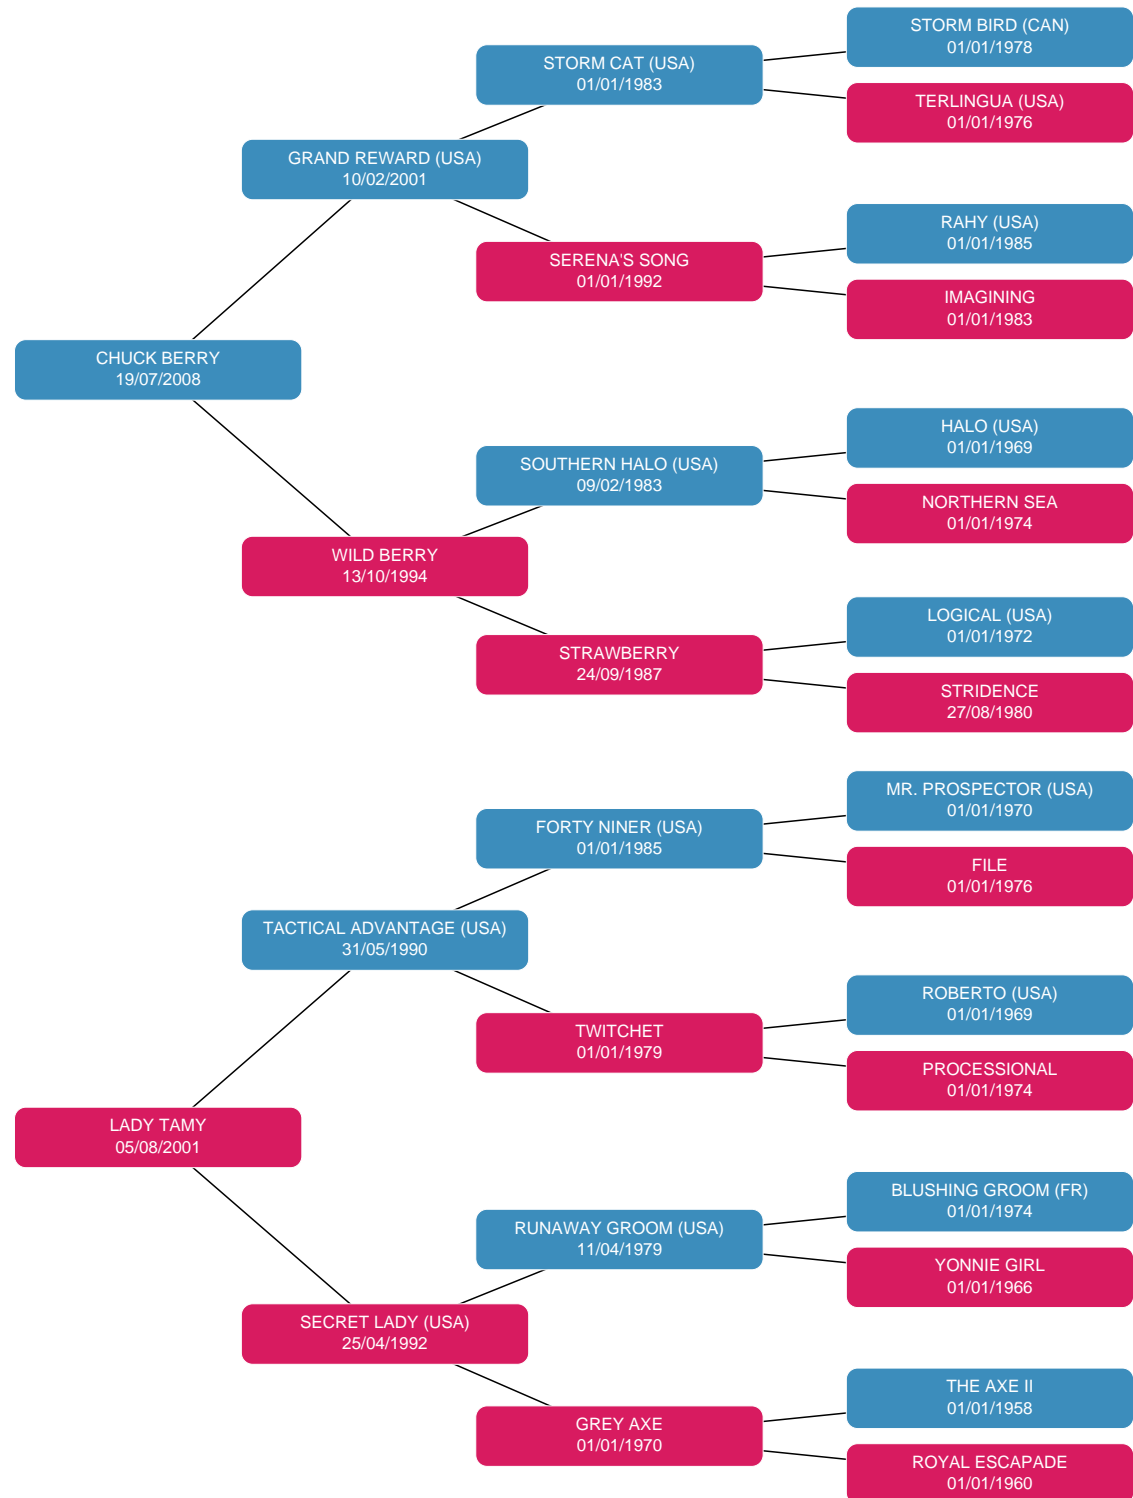 STORM BIRD (CAN)
01/01/1978
STORM CAT (USA)
01/01/1983
TERLINGUA (USA)
01/01/1976
GRAND REWARD (USA)
10/02/2001
RAHY (USA)
01/01/1985
SERENA'S SONG
01/01/1992
IMAGINING
01/01/1983
CHUCK BERRY
19/07/2008
HALO (USA)
01/01/1969
SOUTHERN HALO (USA)
09/02/1983
NORTHERN SEA
01/01/1974
WILD BERRY
13/10/1994
LOGICAL (USA)
01/01/1972
STRAWBERRY
24/09/1987
STRIDENCE
27/08/1980
MR. PROSPECTOR (USA)
01/01/1970
FORTY NINER (USA)
01/01/1985
FILE
01/01/1976
TACTICAL ADVANTAGE (USA)
31/05/1990
ROBERTO (USA)
01/01/1969
TWITCHET
01/01/1979
PROCESSIONAL
01/01/1974
LADY TAMY
05/08/2001
BLUSHING GROOM (FR)
01/01/1974
RUNAWAY GROOM (USA)
11/04/1979
YONNIE GIRL
01/01/1966
SECRET LADY (USA)
25/04/1992
THE AXE II
01/01/1958
GREY AXE
01/01/1970
ROYAL ESCAPADE
01/01/1960